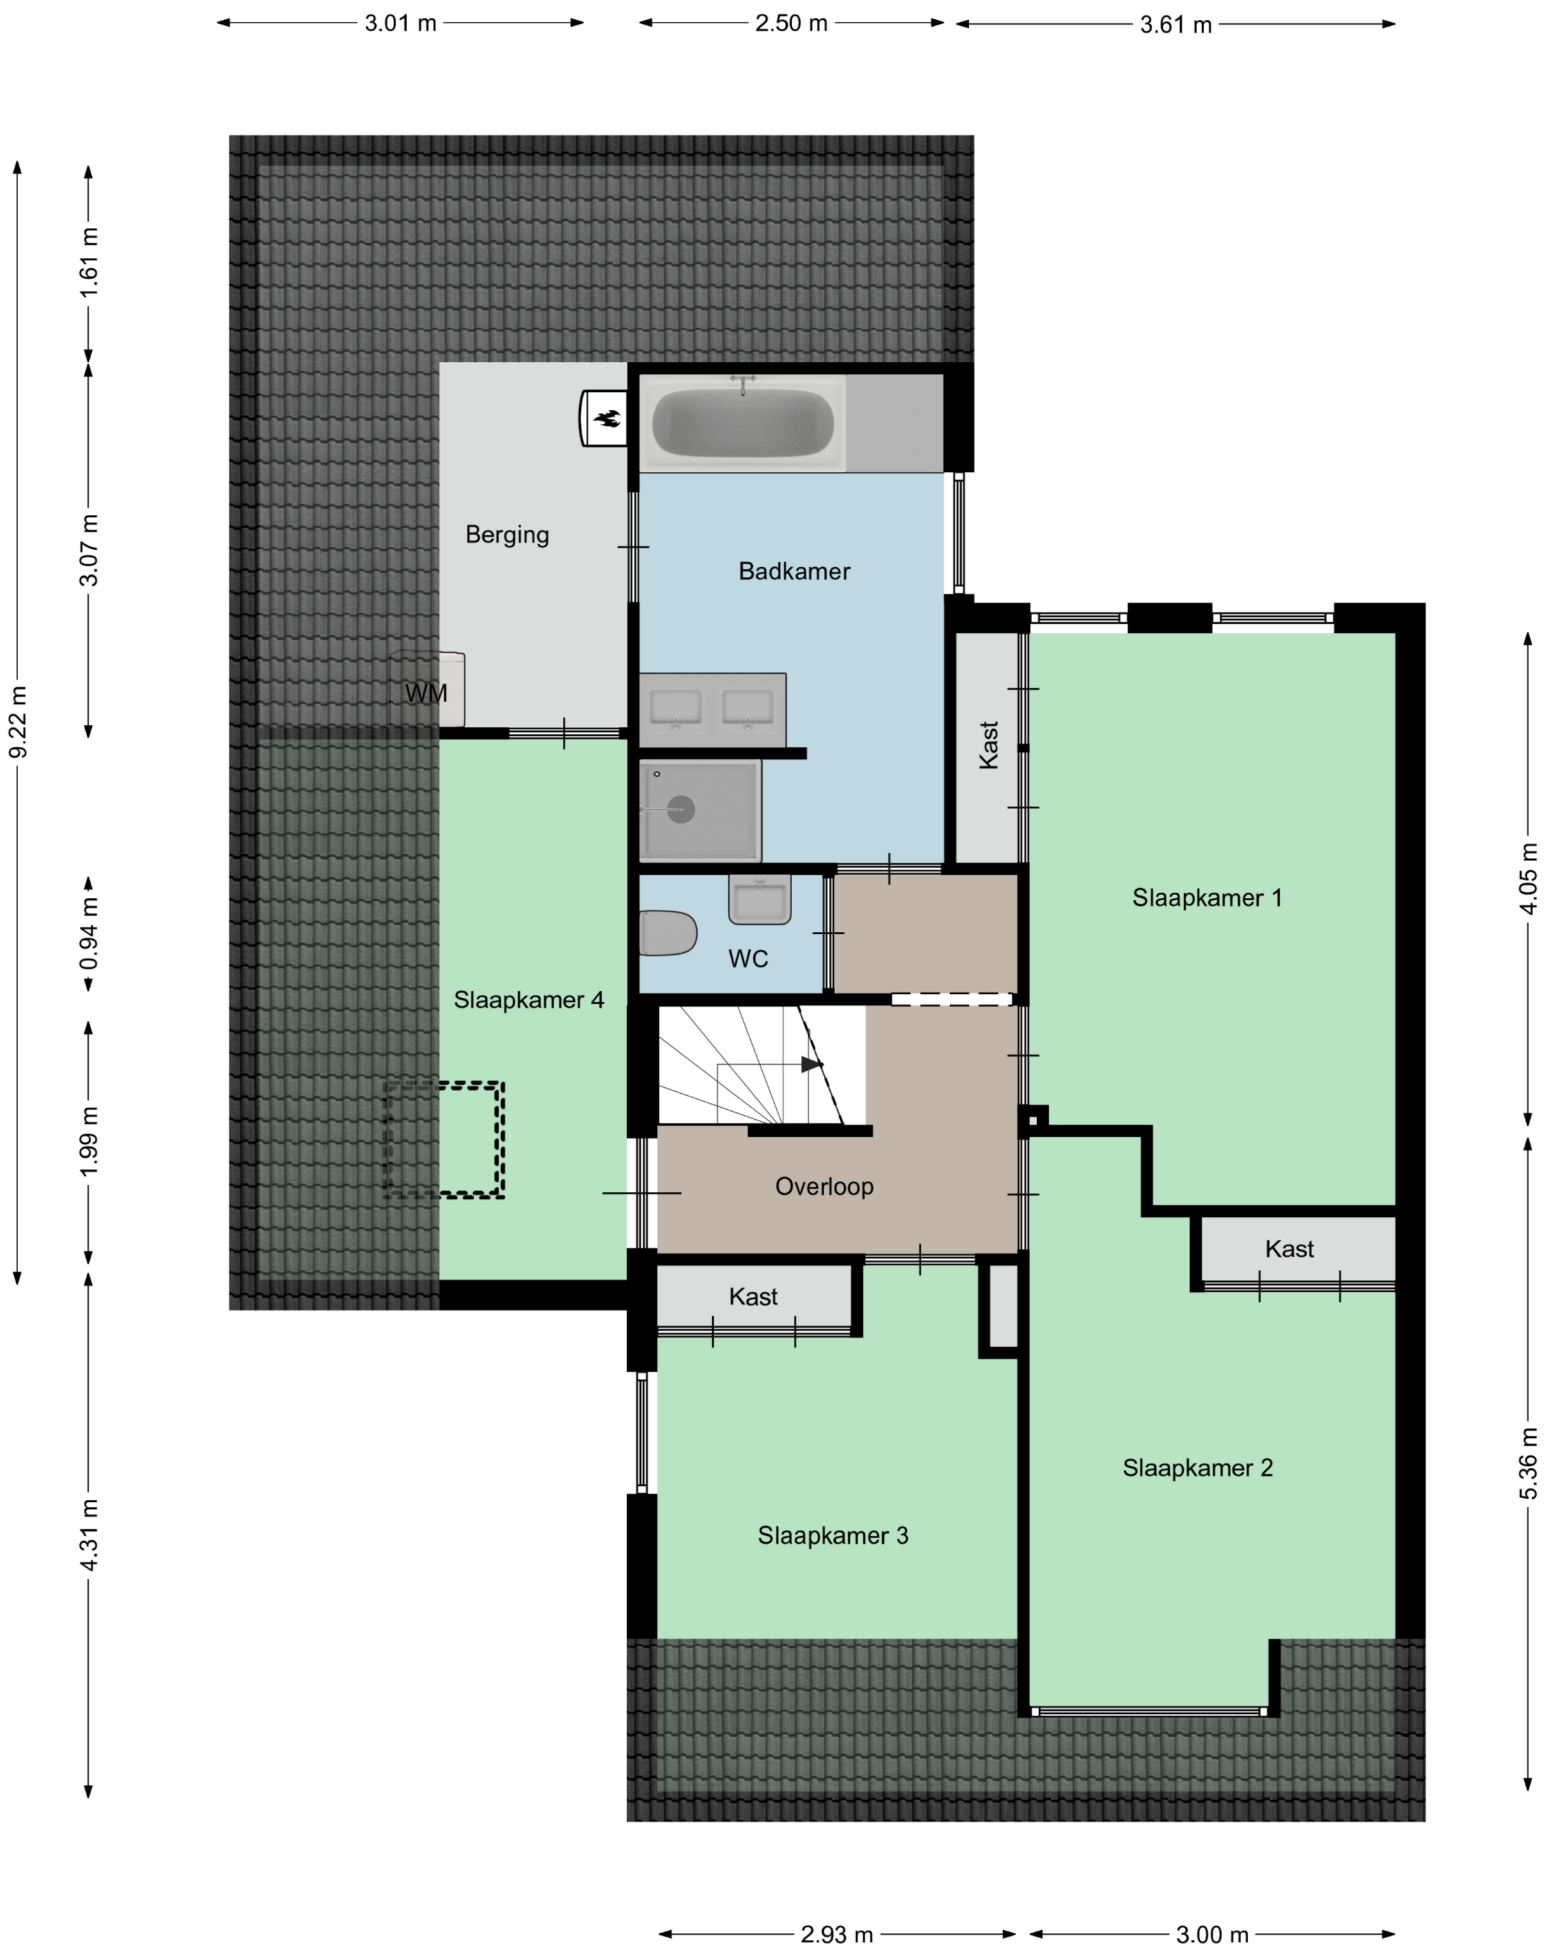 3.01 m
2.50 m
3.61 m
1.61 m
3.07 m
9.22 m
0.94 m
1.99 m
4.31 m
Berging
Badkamer
WM
Kast
Slaapkamer 1
4.05 m
WC
Slaapkamer 4
Overloop
Kast
Kast
Slaapkamer 2
5.36 m
Slaapkamer 3
2.93 m
3.00 m